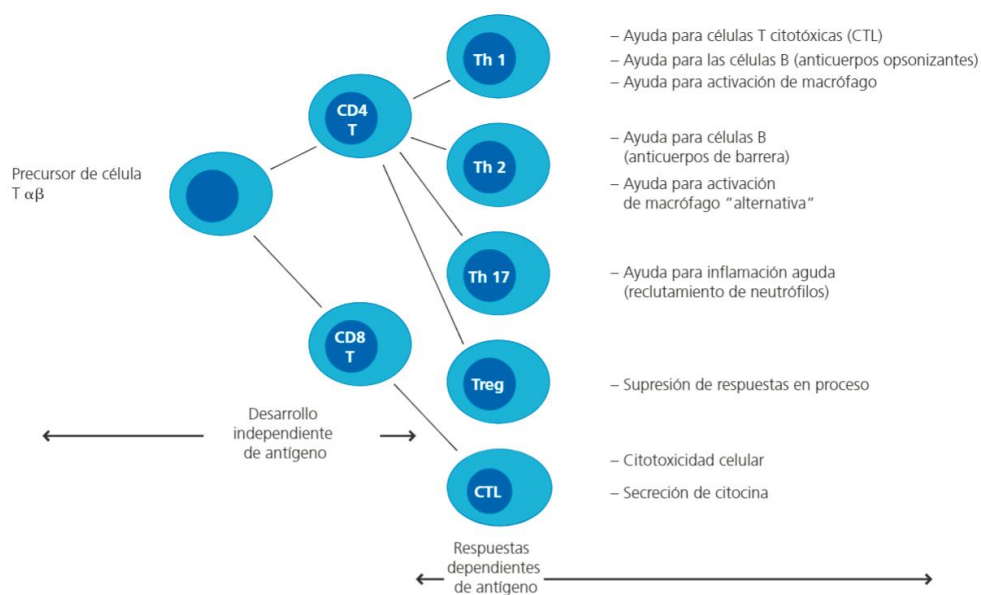 Precursor de célula
T αβ
CD4
T
CD8
T
Th 1
– Ayuda para células T citotóxicas (CTL)
– Ayuda para las células B (anticuerpos opsonizantes)
– Ayuda para activación de macrófago
Th 2
– Ayuda para células B
(anticuerpos de barrera)
– Ayuda para activación
de macrófago “alternativa”
Th 17
– Ayuda para inflamación aguda
(reclutamiento de neutrófilos)
Treg
– Supresión de respuestas en proceso
CTL
– Citotoxicidad celular
– Secreción de citocina
Desarrollo
independiente
de antígeno
Respuestas
dependientes
de antígeno